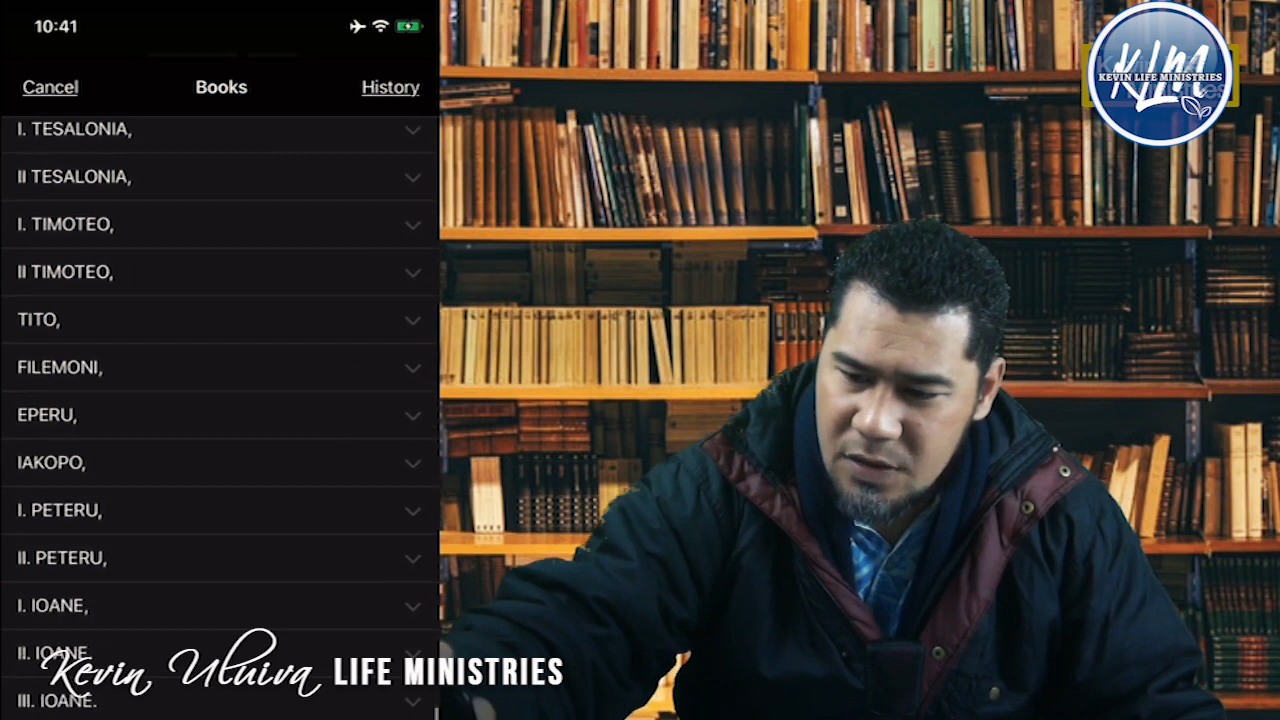 10:41
Cancel Books History
I. TESALONIA,
II TESALONIA,
I. TIMOTEO,
II TIMOTEO,
TITO,
FILEMONI,
EPERU,
IAKOPO,
I. PETERU,
II. PETERU,
I. IOANE,
II. IOANE,
III. IOANE.
Kevin Uluiva LIFE MINISTRIES
KLM
KEVIN LIFE MINISTRIES